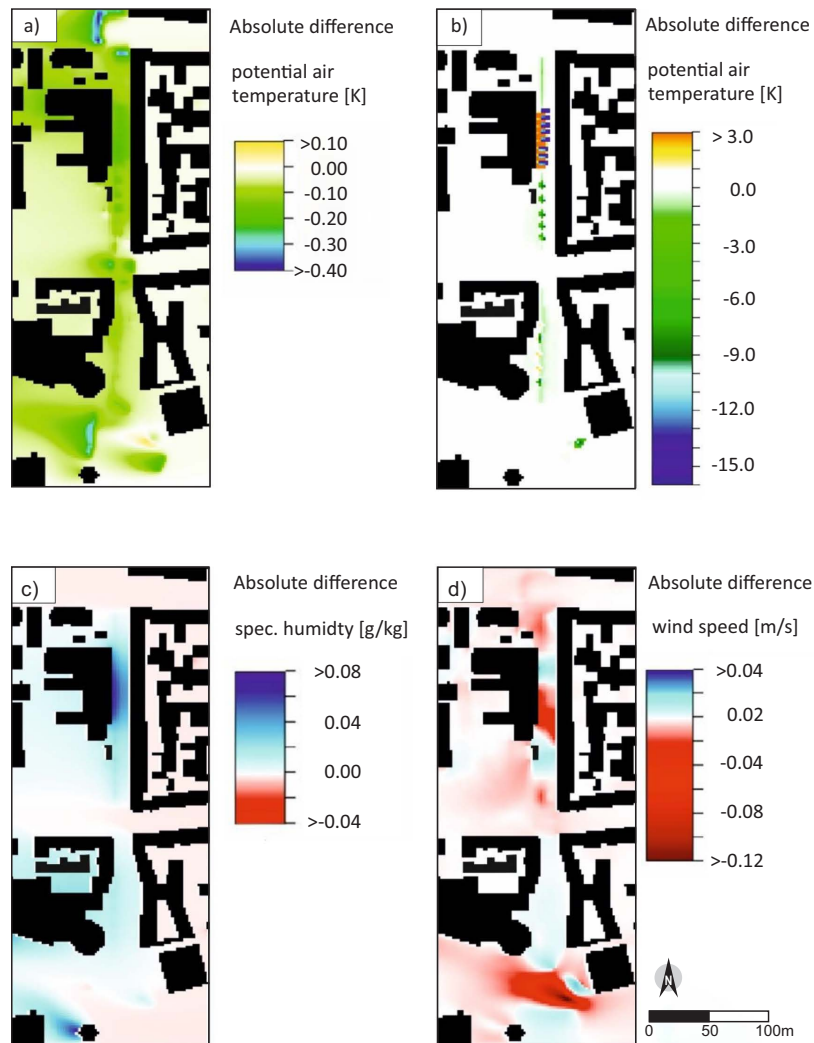 a)
Absolute difference
potential air
temperature [K]
>0.10
0.00
-0.10
-0.20
-0.30
>-0.40
b)
Absolute difference
potential air
temperature [K]
> 3.0
0.0
-3.0
-6.0
-9.0
-12.0
-15.0
c)
Absolute difference
spec. humidty [g/kg]
>0.08
0.04
0.00
>-0.04
d)
Absolute difference
wind speed [m/s]
>0.04
0.02
-0.04
-0.08
>-0.12
N
0 50 100m